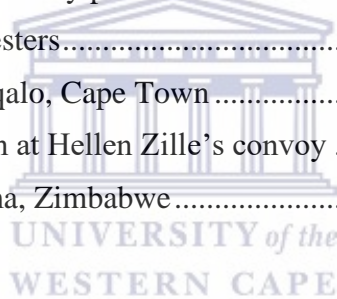 esters....................................
qalo, Cape Town..................
n at Hellen Zille’s convoy .
na, Zimbabwe.......................
UNIVERSITY of the
WESTERN CAPE